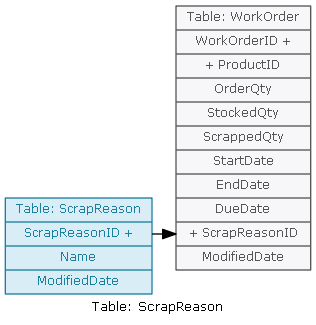 Table: WorkOrder
WorkOrderID +
+ ProductID
OrderQty
StockedQty
ScrappedQty
StartDate
EndDate
DueDate
+ ScrapReasonID
ModifiedDate
Table: ScrapReason
ScrapReasonID +
Name
ModifiedDate
Table: ScrapReason